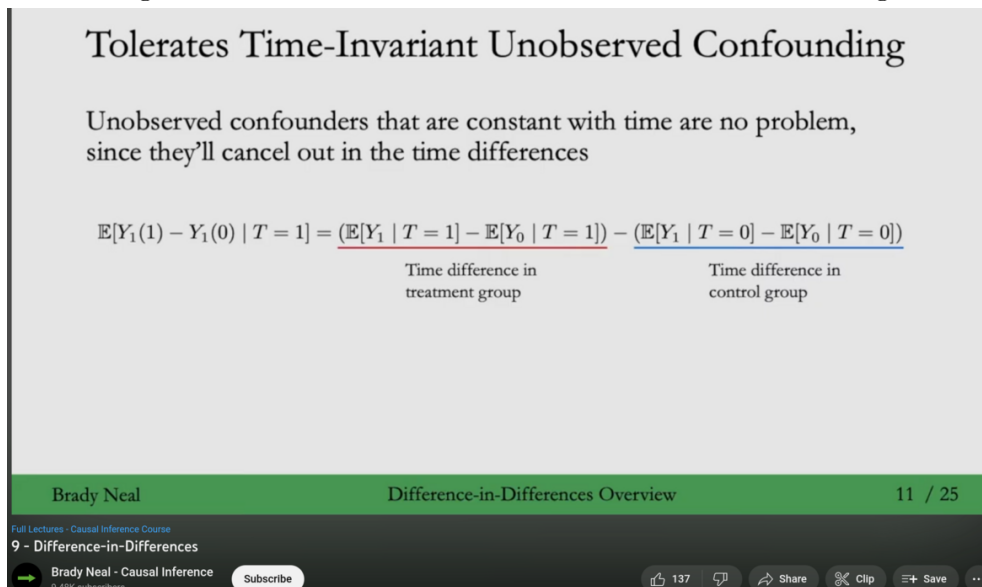 Tolerates Time-Invariant Unobserved Confounding
Unobserved confounders that are constant with time are no problem,
since they'll cancel out in the time differences
𝔼[Y₁(1) − Y₁(0) | T = 1] = (𝔼[Y₁ | T = 1] − 𝔼[Y₀ | T = 1]) − (𝔼[Y₁ | T = 0] − 𝔼[Y₀ | T = 0])
Time difference in
treatment group
Time difference in
control group
Brady Neal
Difference-in-Differences Overview
11 / 25
Full Lectures - Causal Inference Course
9 - Difference-in-Differences
Brady Neal - Causal Inference
Subscribe
137
Share
Clip
Save